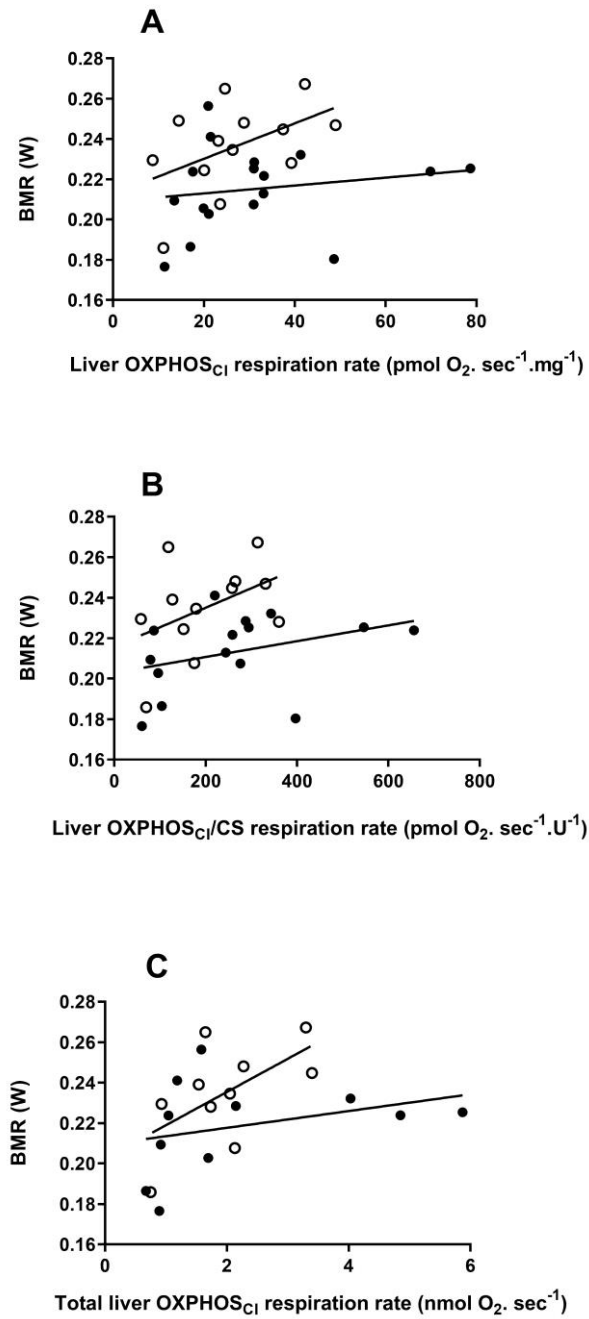 A
0.28
0.26
0.24
0.22
0.20
0.18
0.16
BMR (W)
0 20 40 60 80
Liver OXPHOSCI respiration rate (pmol O2. sec-1.mg-1)
B
0.28
0.26
0.24
0.22
0.20
0.18
0.16
BMR (W)
0 200 400 600 800
Liver OXPHOSCI/CS respiration rate (pmol O2. sec-1.U-1)
C
0.28
0.26
0.24
0.22
0.20
0.18
0.16
BMR (W)
0 2 4 6
Total liver OXPHOSCI respiration rate (nmol O2. sec-1)